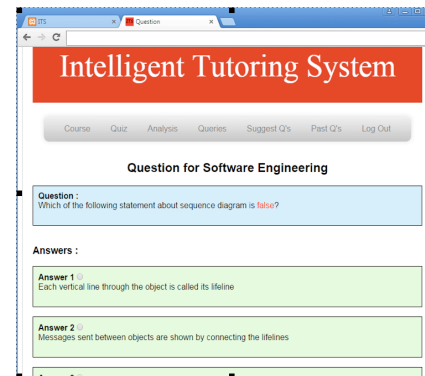 ITS
Question
Intelligent Tutoring System
Course Quiz Analysis Queries Suggest Q's Past Q's Log Out
Question for Software Engineering
Question :
Which of the following statement about sequence diagram is false?
Answers :
Answer 1
Each vertical line through the object is called its lifeline
Answer 2
Messages sent between objects are shown by connecting the lifelines